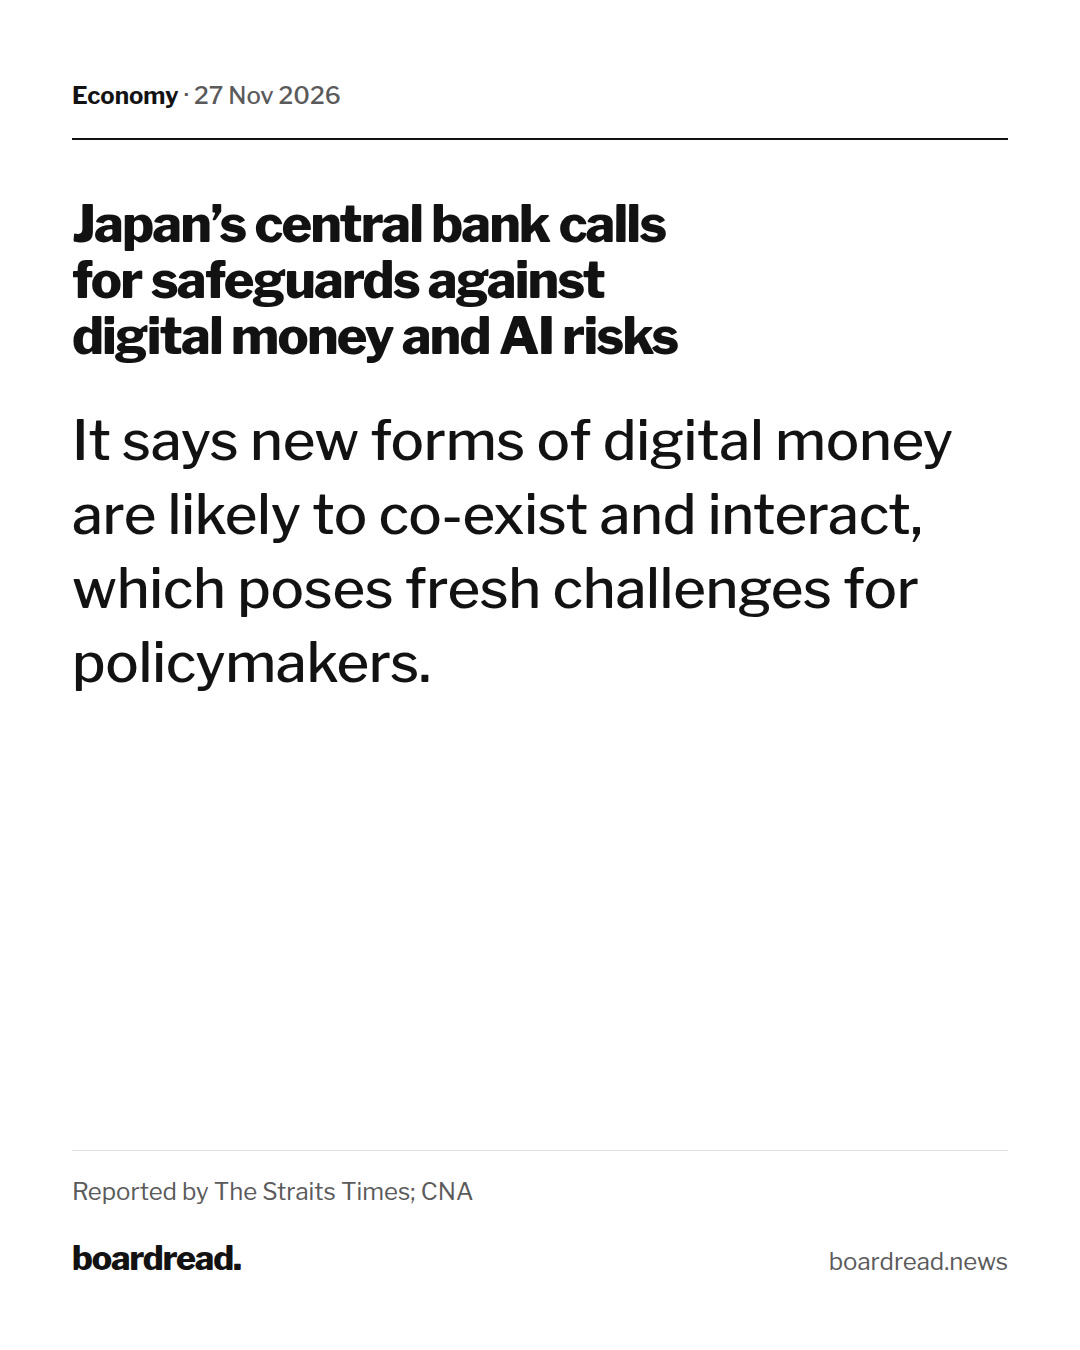 Economy · 27 Nov 2026
Japan’s central bank calls
for safeguards against
digital money and AI risks
It says new forms of digital money
are likely to co-exist and interact,
which poses fresh challenges for
policymakers.
Reported by The Straits Times; CNA
boardread.
boardread.news